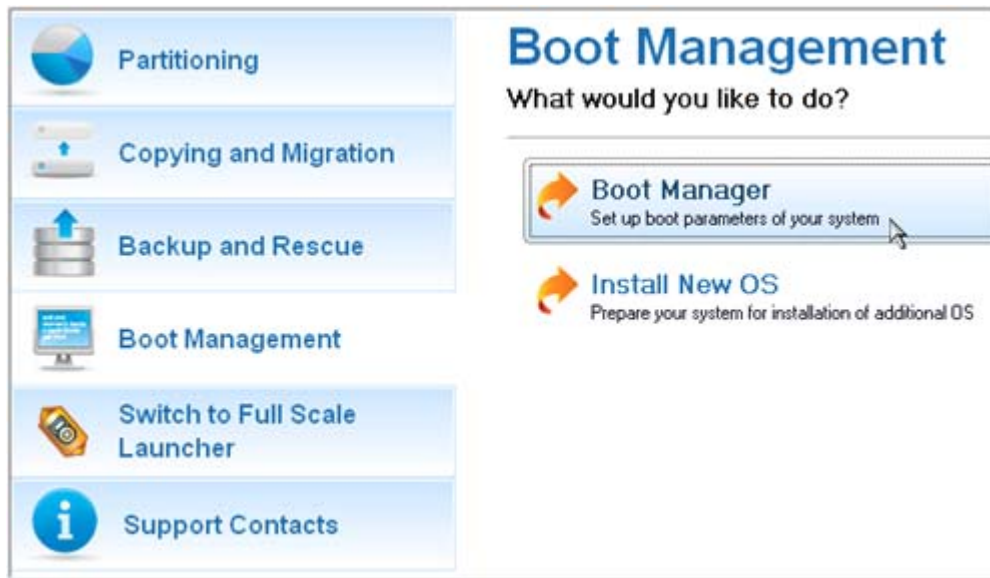 Partitioning
Copying and Migration
Backup and Rescue
Boot Management
Switch to Full Scale
Launcher
Support Contacts
Boot Management
What would you like to do?
Boot Manager
Set up boot parameters of your system
Install New OS
Prepare your system for installation of additional OS